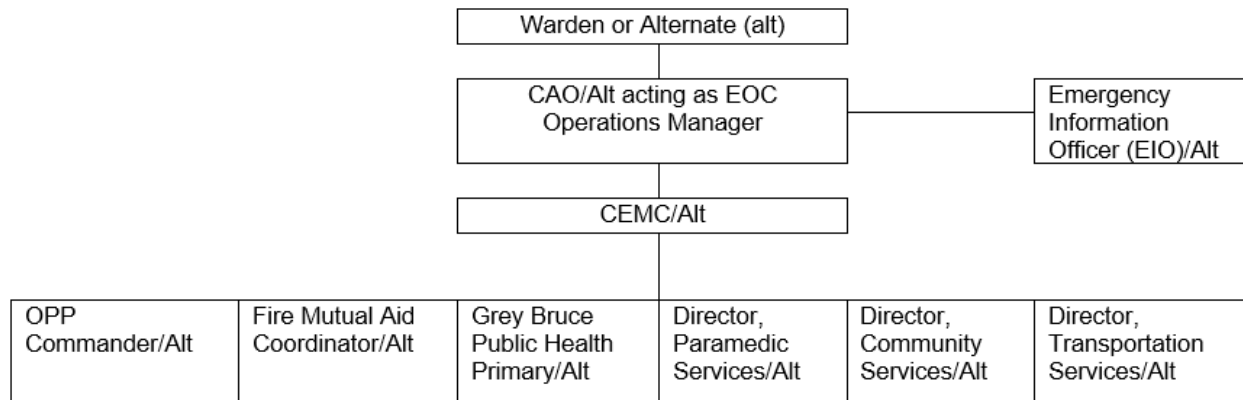 Warden or Alternate (alt)
CAO/Alt acting as EOC
Operations Manager
Emergency
Information
Officer (EIO)/Alt
CEMC/Alt
OPP
Commander/Alt
Fire Mutual Aid
Coordinator/Alt
Grey Bruce
Public Health
Primary/Alt
Director,
Paramedic
Services/Alt
Director,
Community
Services/Alt
Director,
Transportation
Services/Alt